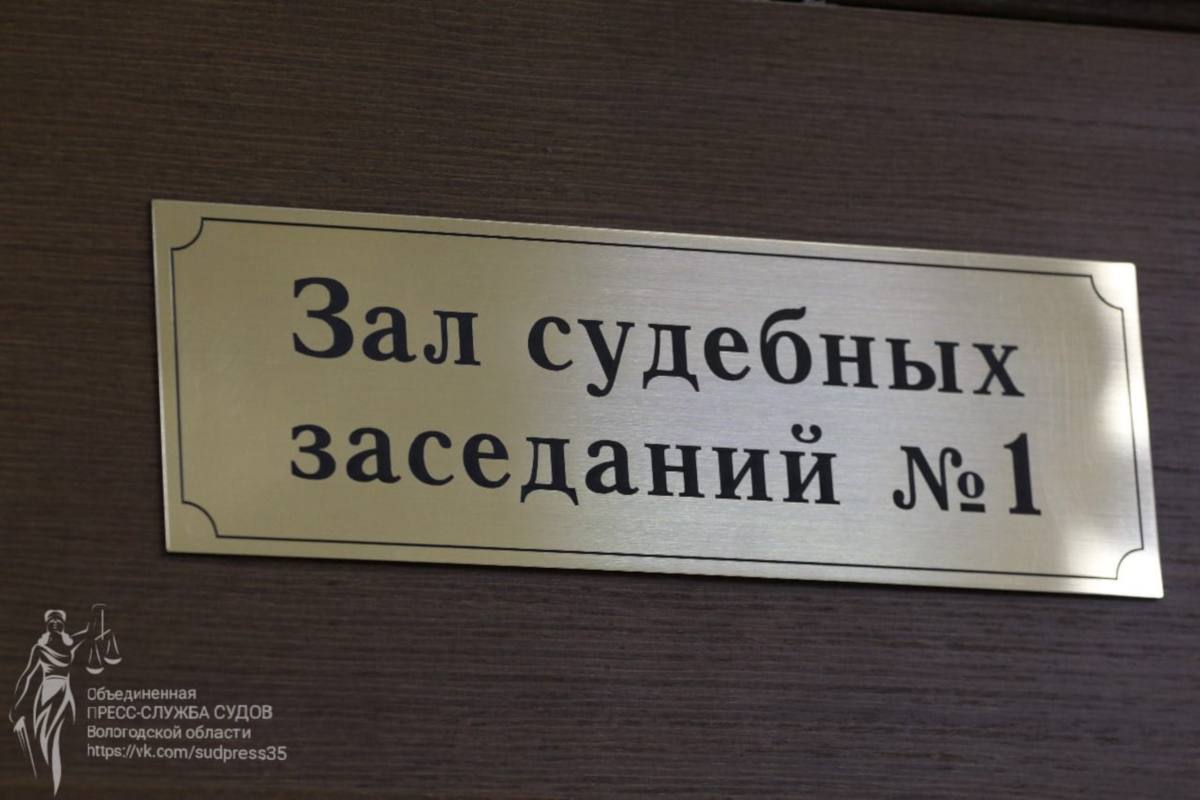 Зал судебных
заседаний №1
Объединенная
ПРЕСС-СЛУЖБА СУДОВ
Вологодской области
https://vk.com/sudpress35